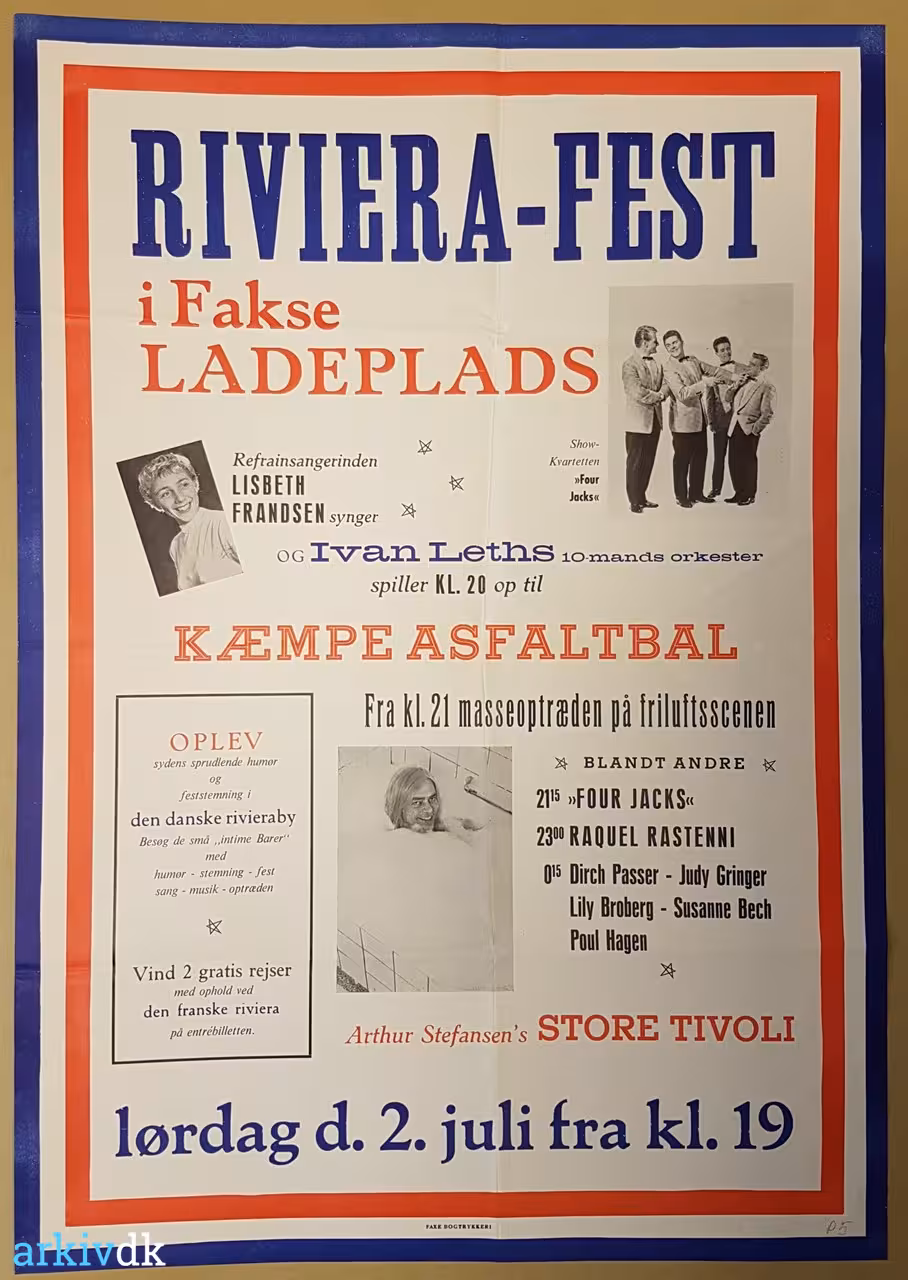 RIVIERA-FEST
i Fakse
LADEPLADS
Refrainsangerinden
LISBETH
FRANDSEN synger
Show-
Kvartetten
»Four
Jacks«
OG Ivan Leths 10-mands orkester
spiller KL. 20 op til
KÆMPE ASFALTBAL
Fra kl. 21 masseoptræden på friluftsscenen
OPLEV
sydens sprudlende humør
og
feststemning i
den danske rivieraby
Besøg de små „intime Barer"
med
humør - stemning - fest
sang - musik - optræden
Vind 2 gratis rejser
med ophold ved
den franske riviera
på entrébilletten.
BLANDT ANDRE
21¹⁵ »FOUR JACKS«
23⁰⁰ RAQUEL RASTENNI
0¹⁵ Dirch Passer - Judy Gringer
Lily Broberg - Susanne Bech
Poul Hagen
Arthur Stefansen's STORE TIVOLI
lørdag d. 2. juli fra kl. 19
FAXE BOGTRYKKERI
P5
arkivdk